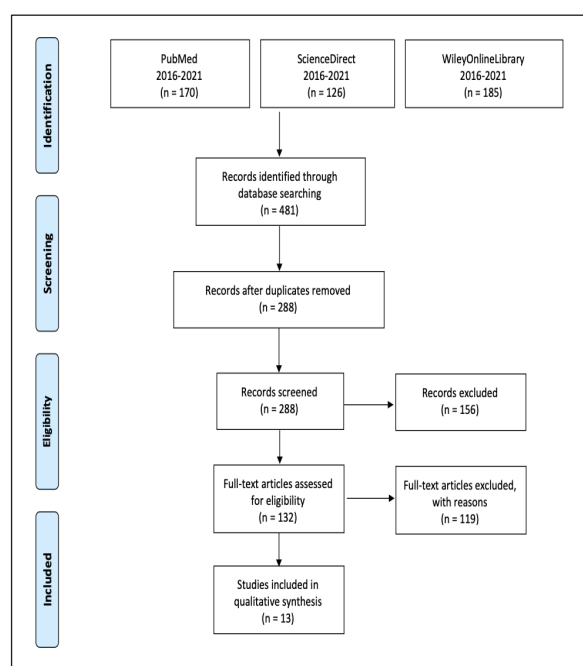 Identification
PubMed
2016-2021
(n = 170)
ScienceDirect
2016-2021
(n = 126)
WileyOnlineLibrary
2016-2021
(n = 185)
Records identified through
database searching
(n = 481)
Screening
Records after duplicates removed
(n = 288)
Eligibility
Records screened
(n = 288)
Records excluded
(n = 156)
Full-text articles assessed
for eligibility
(n = 132)
Full-text articles excluded,
with reasons
(n = 119)
Included
Studies included in
qualitative synthesis
(n = 13)